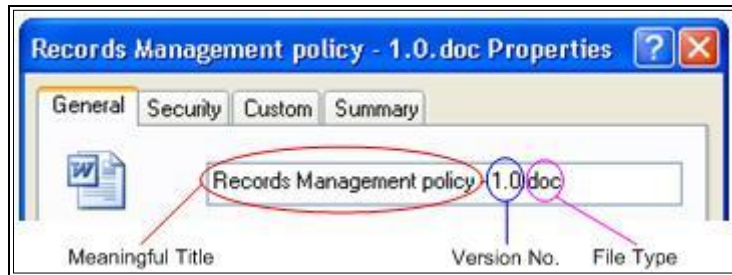 Records Management policy - 1.0.doc Properties ? X
General Security Custom Summary
W
Records Management policy - 1.0.doc
Meaningful Title Version No. File Type